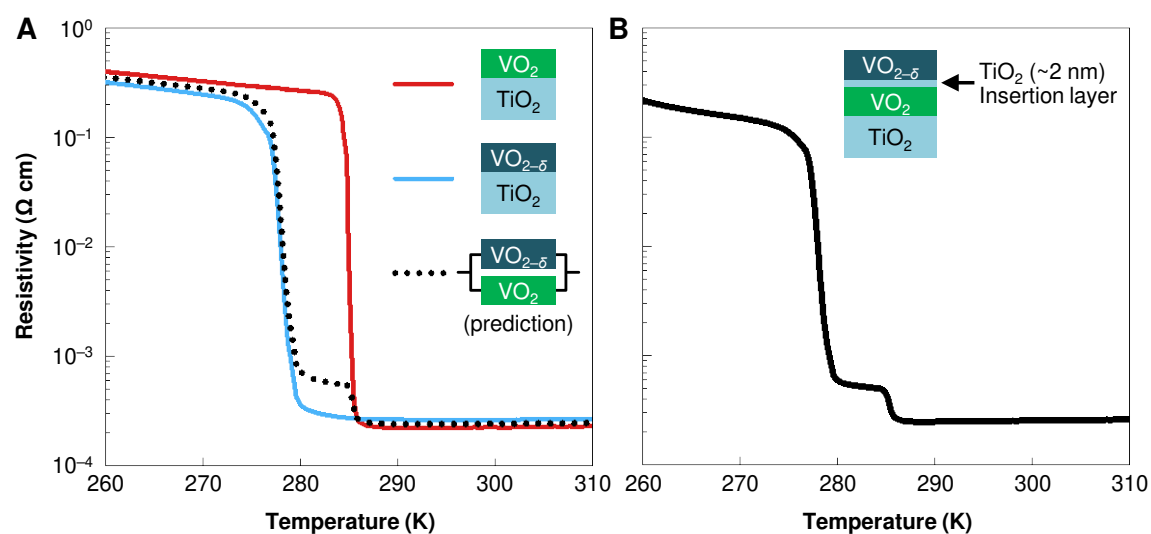 A
10⁰
10⁻¹
10⁻²
10⁻³
10⁻⁴
Resistivity (Ω cm)
VO₂
TiO₂
VO₂₋δ
TiO₂
VO₂₋δ
VO₂
(prediction)
260 270 280 290 300 310
Temperature (K)
B
VO₂₋δ
VO₂
TiO₂
TiO₂ (~2 nm)
Insertion layer
260 270 280 290 300 310
Temperature (K)